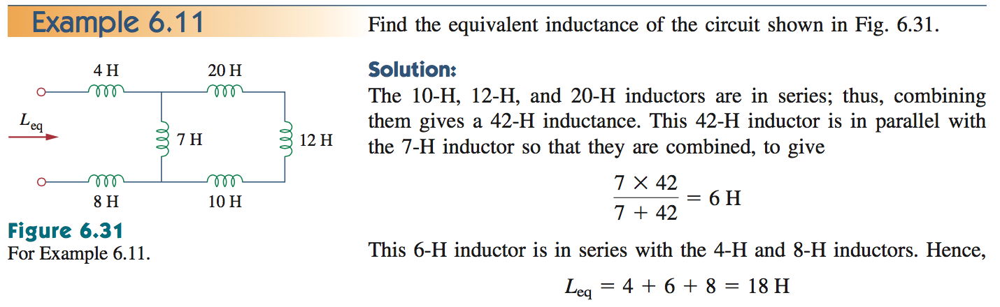 Example 6.11
4 H
20 H
L_eq
7 H
12 H
8 H
10 H
Figure 6.31
For Example 6.11.
Find the equivalent inductance of the circuit shown in Fig. 6.31.
Solution:
The 10-H, 12-H, and 20-H inductors are in series; thus, combining
them gives a 42-H inductance. This 42-H inductor is in parallel with
the 7-H inductor so that they are combined, to give
7 × 42
7 + 42
= 6 H
This 6-H inductor is in series with the 4-H and 8-H inductors. Hence,
L_eq = 4 + 6 + 8 = 18 H